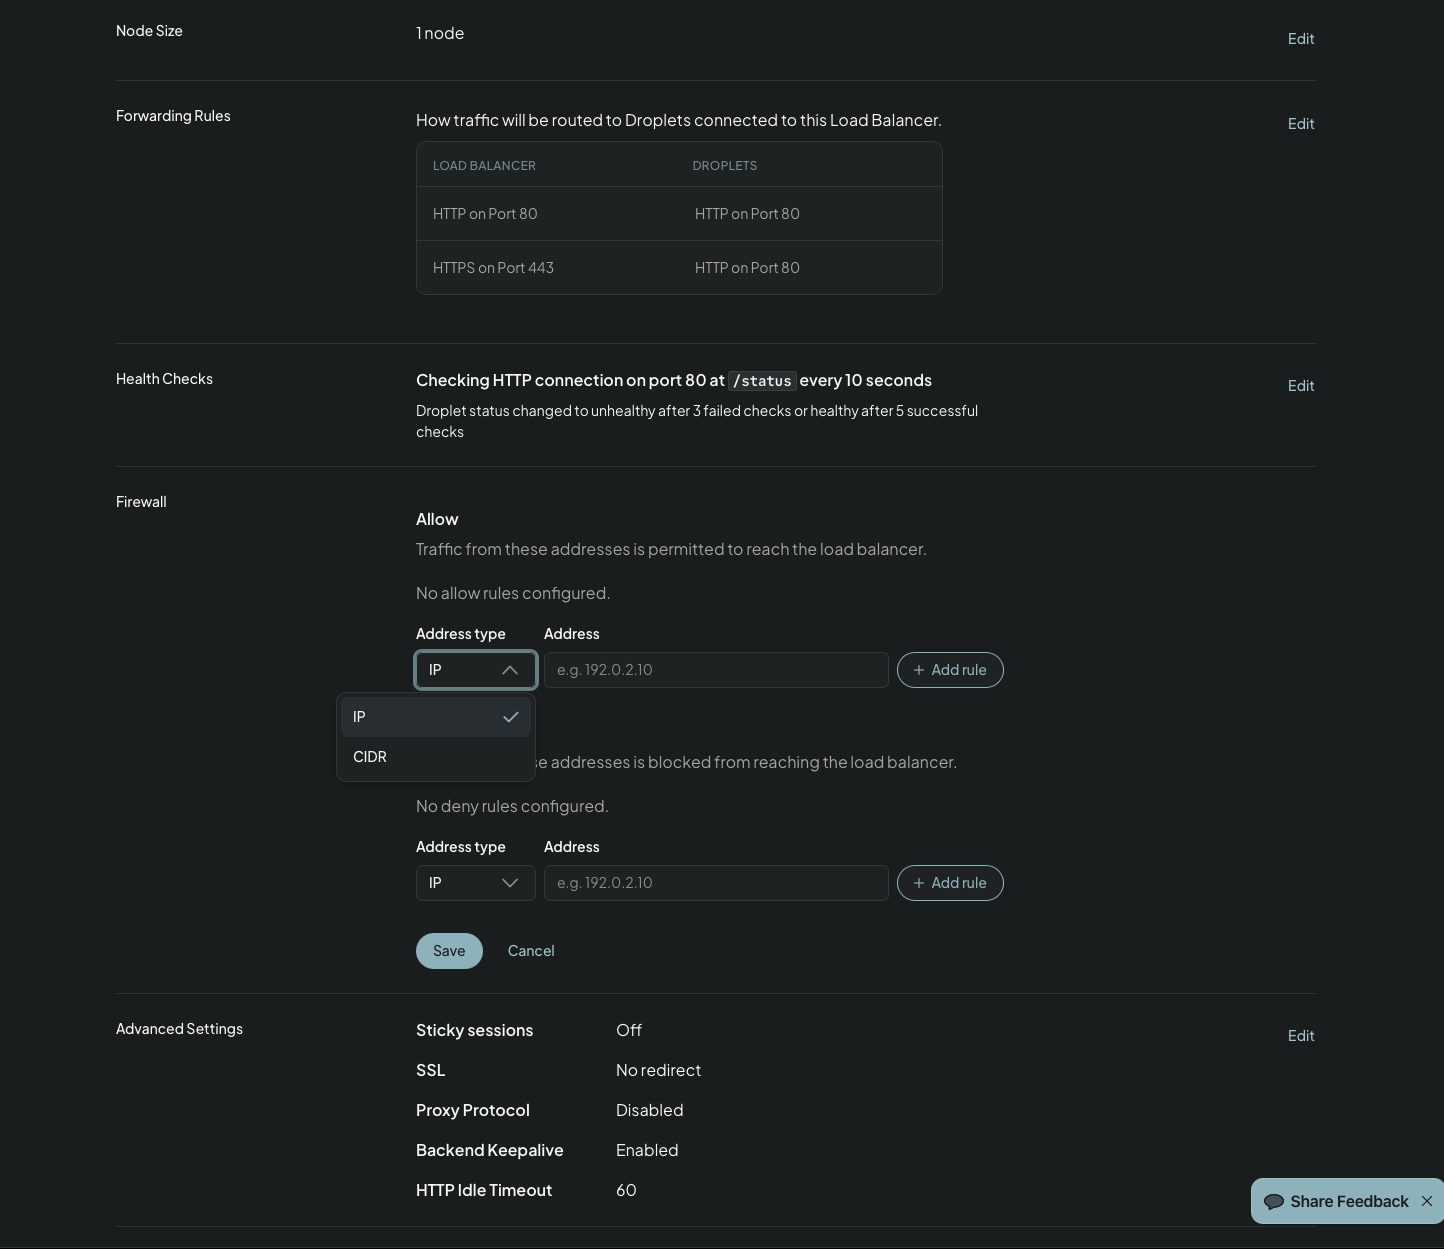 Node Size
1 node
Edit
Forwarding Rules
How traffic will be routed to Droplets connected to this Load Balancer.
Edit
LOAD BALANCER DROPLETS
HTTP on Port 80 HTTP on Port 80
HTTPS on Port 443 HTTP on Port 80
Health Checks
Checking HTTP connection on port 80 at /status every 10 seconds
Edit
Droplet status changed to unhealthy after 3 failed checks or healthy after 5 successful
checks
Firewall
Allow
Traffic from these addresses is permitted to reach the load balancer.
No allow rules configured.
Address type Address
IP e.g. 192.0.2.10 + Add rule
IP
CIDR
se addresses is blocked from reaching the load balancer.
No deny rules configured.
Address type Address
IP e.g. 192.0.2.10 + Add rule
Save Cancel
Advanced Settings
Sticky sessions Off
Edit
SSL No redirect
Proxy Protocol Disabled
Backend Keepalive Enabled
HTTP Idle Timeout 60
Share Feedback